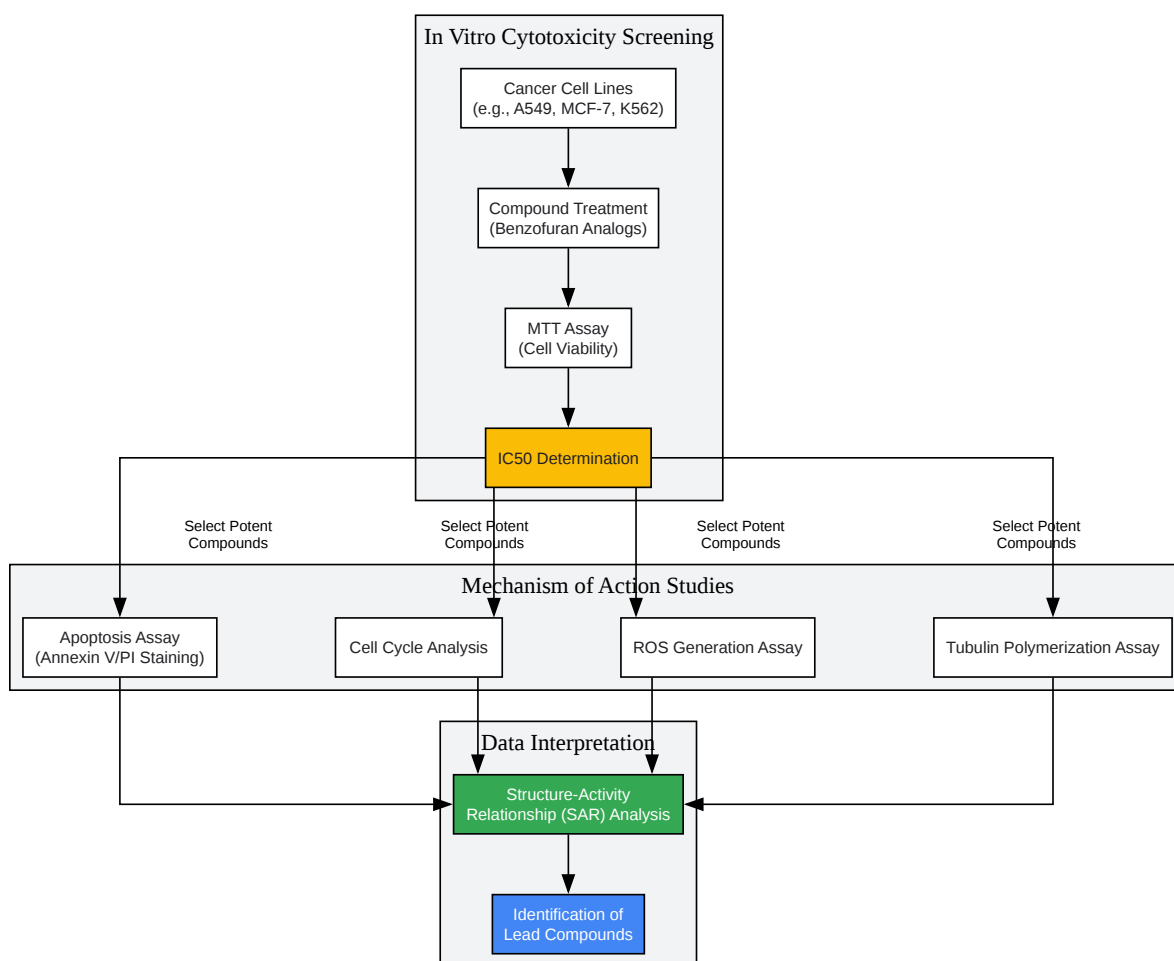 In Vitro Cytotoxicity Screening
Cancer Cell Lines
(e.g., A549, MCF-7, K562)
Compound Treatment
(Benzofuran Analogs)
MTT Assay
(Cell Viability)
IC50 Determination
Select Potent
Compounds
Select Potent
Compounds
Select Potent
Compounds
Select Potent
Compounds
Mechanism of Action Studies
Apoptosis Assay
(Annexin V/PI Staining)
Cell Cycle Analysis
ROS Generation Assay
Tubulin Polymerization Assay
Data Interpretation
Structure-Activity
Relationship (SAR) Analysis
Identification of
Lead Compounds